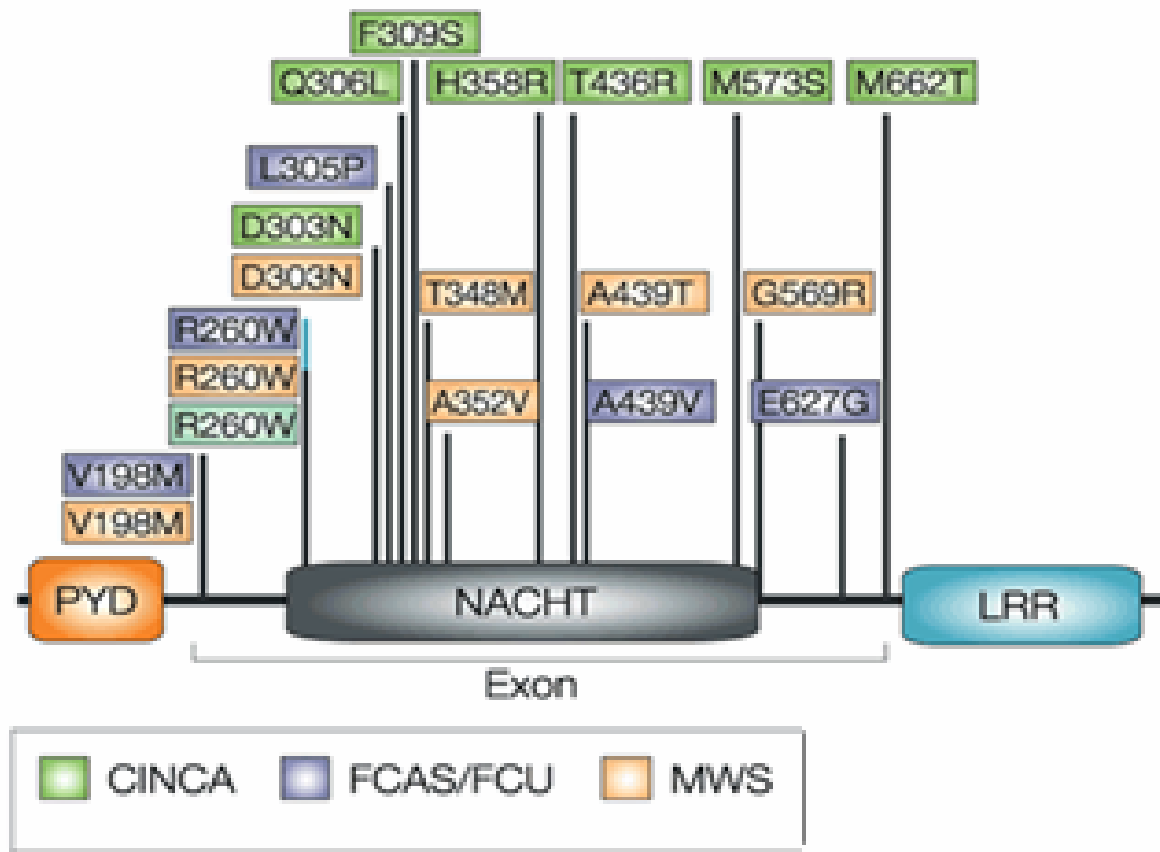 F309S
Q306L H358R T436R M573S M662T
L305P
D303N
D303N T348M A439T G569R
R260W
R260W A352V A439V E627G
R260W
V198M
V198M
PYD NACHT LRR
Exon
CINCA FCAS/FCU MWS